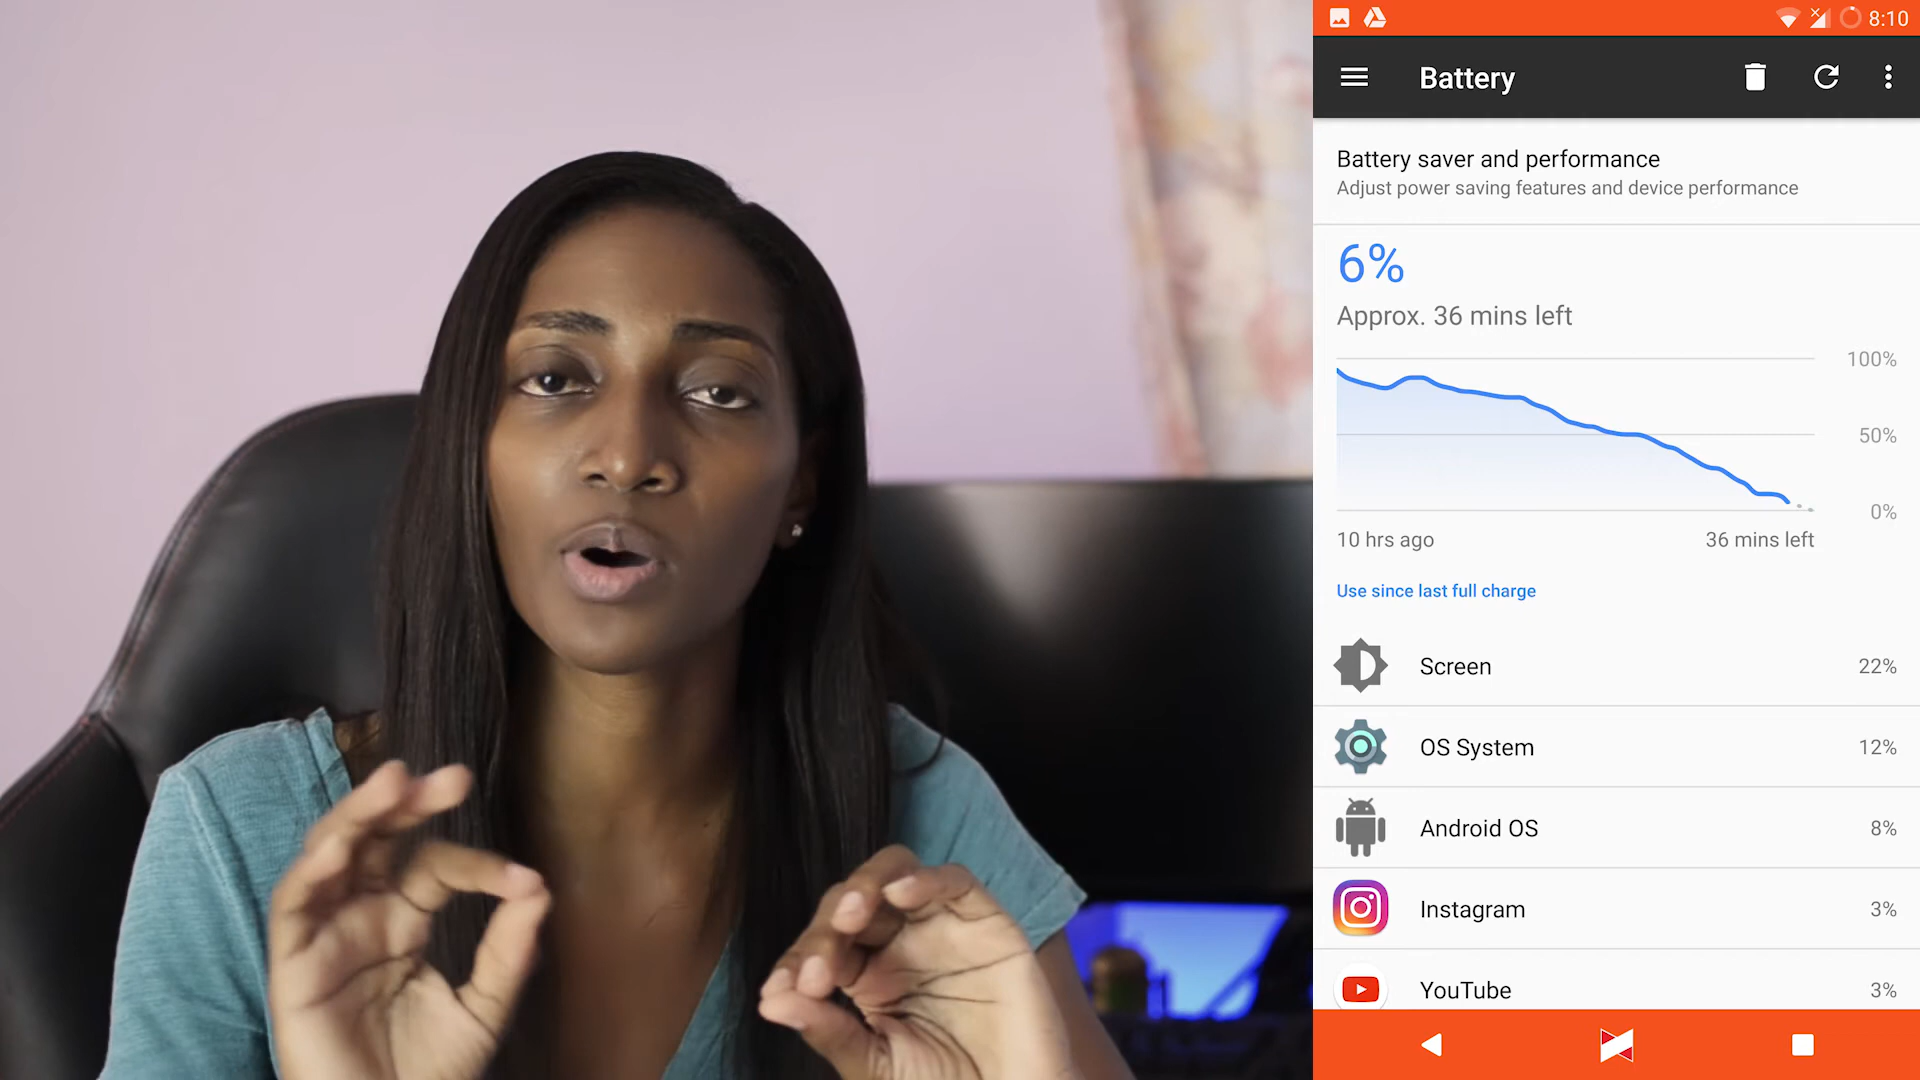 8:10
Battery
Battery saver and performance
Adjust power saving features and device performance
6%
Approx. 36 mins left
100%
50%
0%
10 hrs ago 36 mins left
Use since last full charge
Screen 22%
OS System 12%
Android OS 8%
Instagram 3%
YouTube 3%